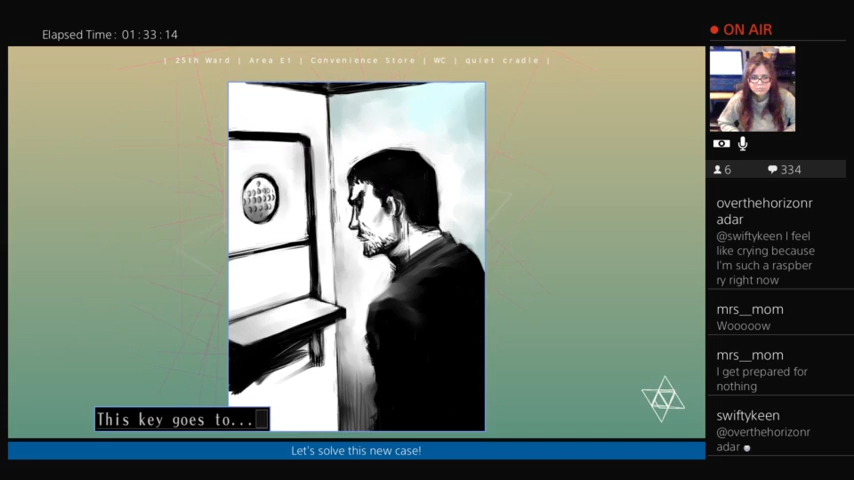 Elapsed Time: 01:33:14
ON AIR
| 25th Ward | Area E1 | Convenience Store | WC | quiet cradle |
6
334
overthehorizonr
adar
@swiftykeen I feel
like crying because
I'm such a raspber
ry right now
mrs__mom
Wooooow
mrs__mom
I get prepared for
nothing
swiftykeen
@overthehorizonr
adar
This key goes to...
Let's solve this new case!